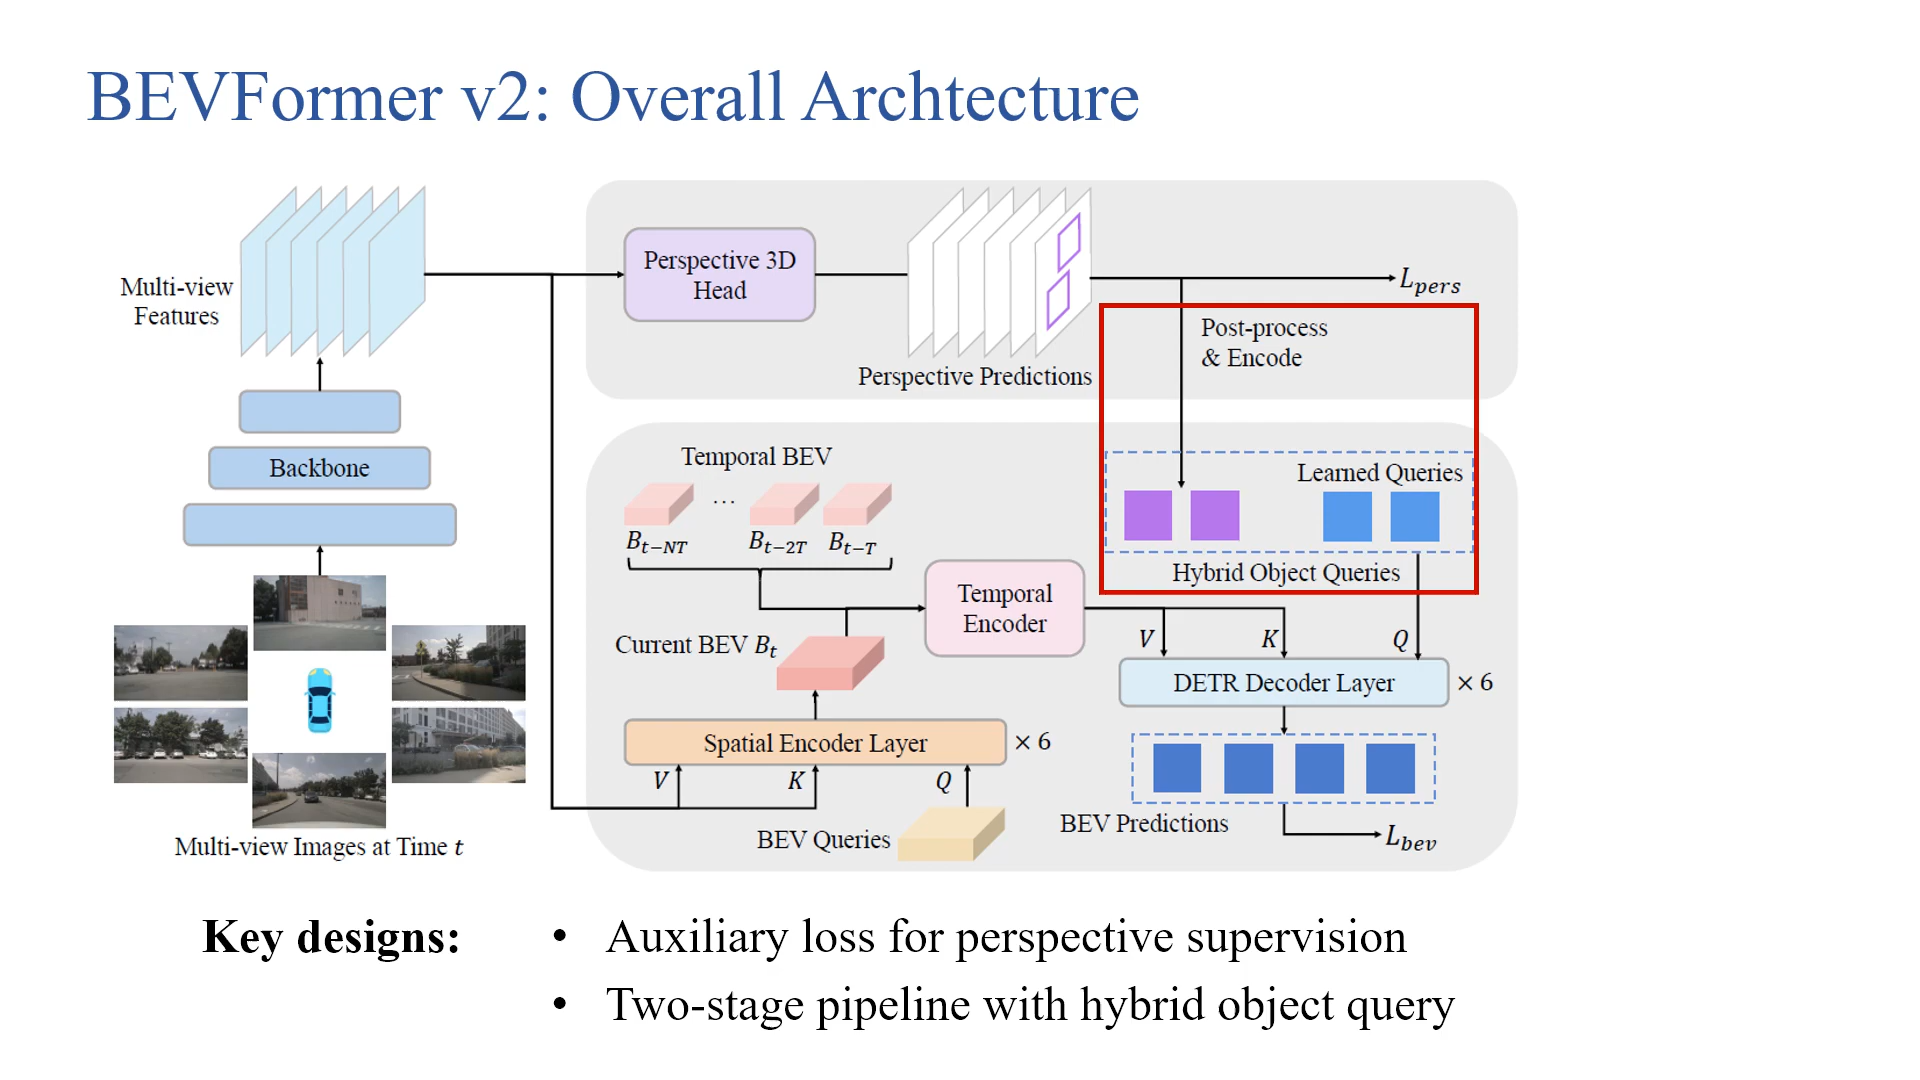 BEVFormer v2: Overall Archtecture
Multi-view
Features
Backbone
Multi-view Images at Time t
Perspective 3D
Head
Perspective Predictions
L_pers
Post-process
& Encode
Temporal BEV
...
B_t−NT
B_t−2T
B_t−T
Learned Queries
Hybrid Object Queries
Temporal
Encoder
Current BEV B_t
V
K
Q
DETR Decoder Layer
× 6
Spatial Encoder Layer
× 6
V
K
Q
BEV Queries
BEV Predictions
L_bev
Key designs:
• Auxiliary loss for perspective supervision
• Two-stage pipeline with hybrid object query